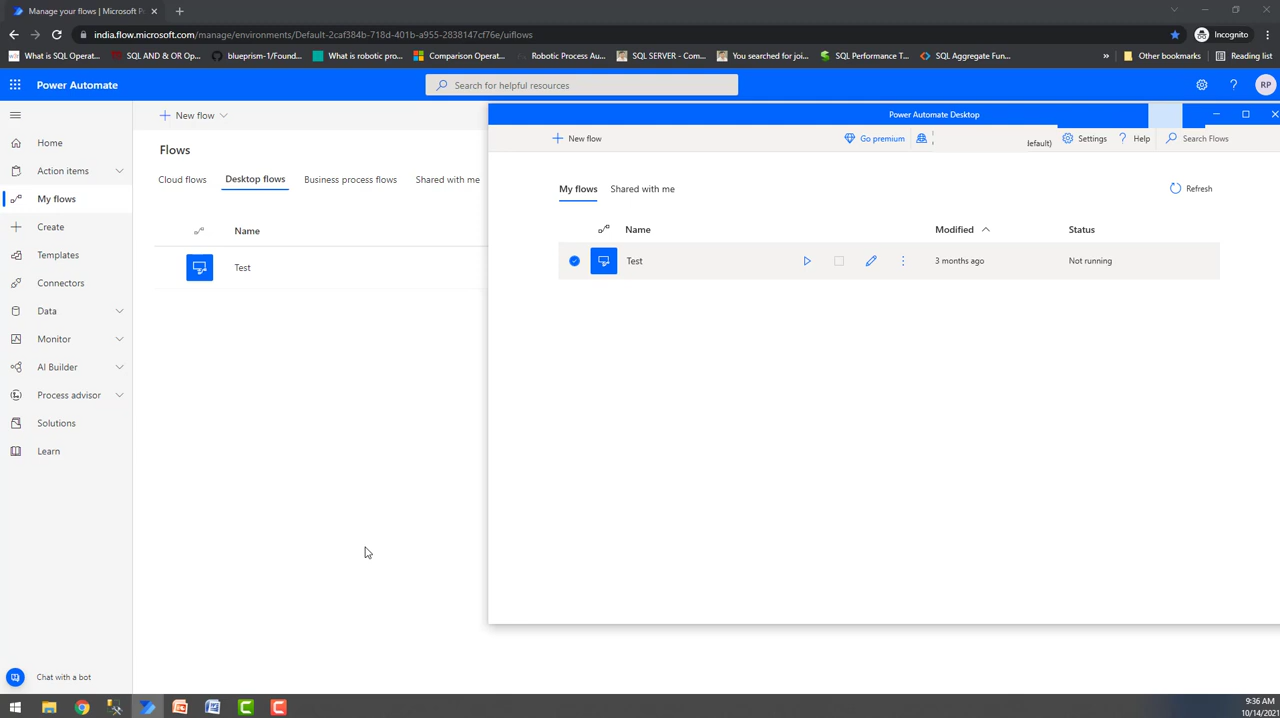 Manage your flows | Microsoft P
india.flow.microsoft.com/manage/environments/Default-2caf384b-718d-401b-a955-2838147cf76e/uiflows
Incognito
What is SQL Operat...
SQL AND & OR Op...
blueprism-1/Found...
What is robotic pro...
Comparison Operat...
Robotic Process Au...
SQL SERVER - Com...
You searched for joi...
SQL Performance T...
SQL Aggregate Fun...
»
Other bookmarks
Reading list
Power Automate
Search for helpful resources
?
RP
New flow
Power Automate Desktop
New flow
Go premium
efault)
Settings
? Help
Search Flows
Home
Action items
My flows
Create
Templates
Connectors
Data
Monitor
AI Builder
Process advisor
Solutions
Learn
Chat with a bot
Flows
Cloud flows
Desktop flows
Business process flows
Shared with me
Name
Test
My flows
Shared with me
Refresh
Name
Modified
Status
Test
3 months ago
Not running
9:36 AM
10/14/2021